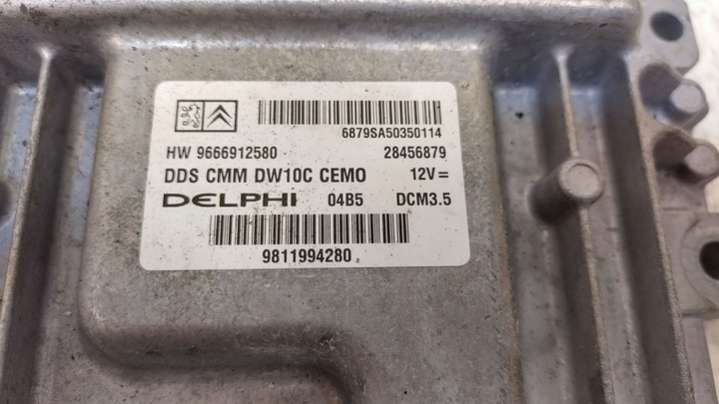 6879SA50350114
HW 9666912580 28456879
DDS CMM DW10C CEMO 12V=
DELPHI 04B5 DCM3.5
9811994280